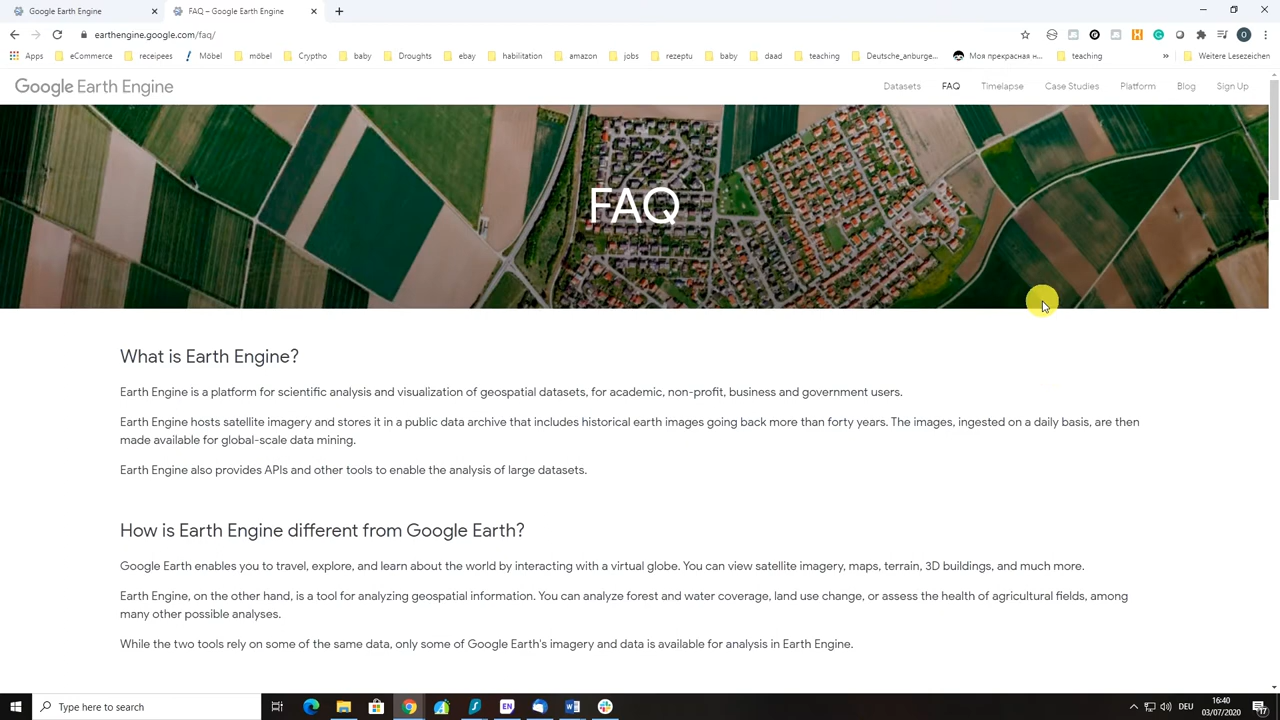 Google Earth Engine
FAQ – Google Earth Engine
earthengine.google.com/faq/
Apps eCommerce receipees Möbel möbel Cryptho baby Droughts ebay habilitation amazon jobs rezeptu baby daad teaching Deutsche_anburge... Моя прекрасная н... teaching » Weitere Lesezeichen
Google Earth Engine
Datasets FAQ Timelapse Case Studies Platform Blog Sign Up
FAQ
What is Earth Engine?
Earth Engine is a platform for scientific analysis and visualization of geospatial datasets, for academic, non-profit, business and government users.
Earth Engine hosts satellite imagery and stores it in a public data archive that includes historical earth images going back more than forty years. The images, ingested on a daily basis, are then
made available for global-scale data mining.
Earth Engine also provides APIs and other tools to enable the analysis of large datasets.
How is Earth Engine different from Google Earth?
Google Earth enables you to travel, explore, and learn about the world by interacting with a virtual globe. You can view satellite imagery, maps, terrain, 3D buildings, and much more.
Earth Engine, on the other hand, is a tool for analyzing geospatial information. You can analyze forest and water coverage, land use change, or assess the health of agricultural fields, among
many other possible analyses.
While the two tools rely on some of the same data, only some of Google Earth's imagery and data is available for analysis in Earth Engine.
Type here to search
EN
DEU
16:40
03/07/2020
17